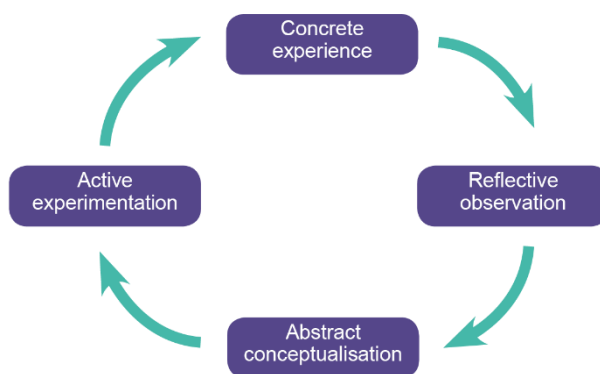 Concrete
experience
Reflective
observation
Abstract
conceptualisation
Active
experimentation